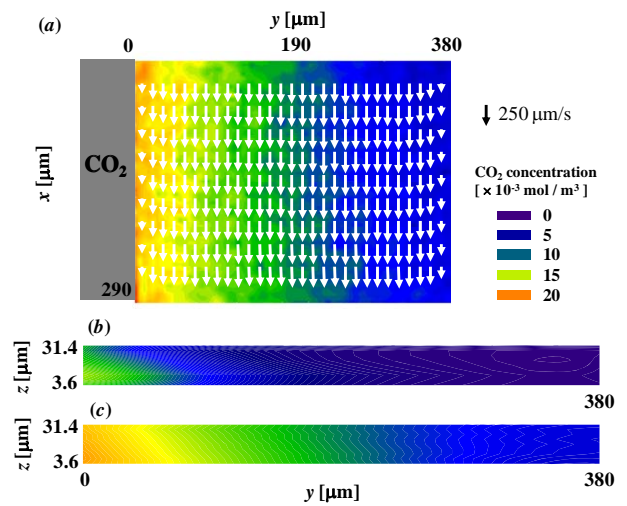 y [μm]
(a)
0 190 380
CO₂
x [μm]
290
250 μm/s
CO₂ concentration
[ × 10⁻³ mol / m³ ]
0
5
10
15
20
(b)
31.4
3.6
z [μm]
380
(c)
31.4
3.6
z [μm]
0 380
y [μm]